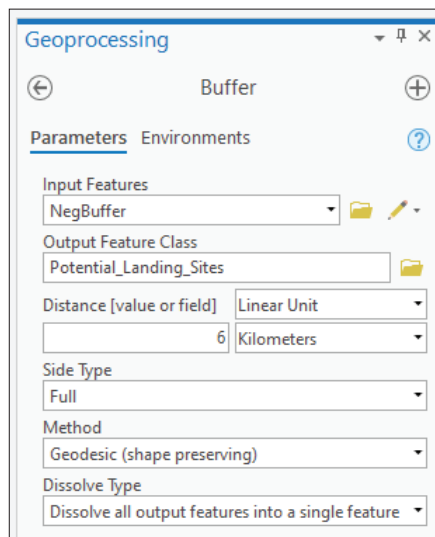 Geoprocessing
Buffer
Parameters Environments
?
Input Features
NegBuffer
Output Feature Class
Potential_Landing_Sites
Distance [value or field] Linear Unit
6 Kilometers
Side Type
Full
Method
Geodesic (shape preserving)
Dissolve Type
Dissolve all output features into a single feature